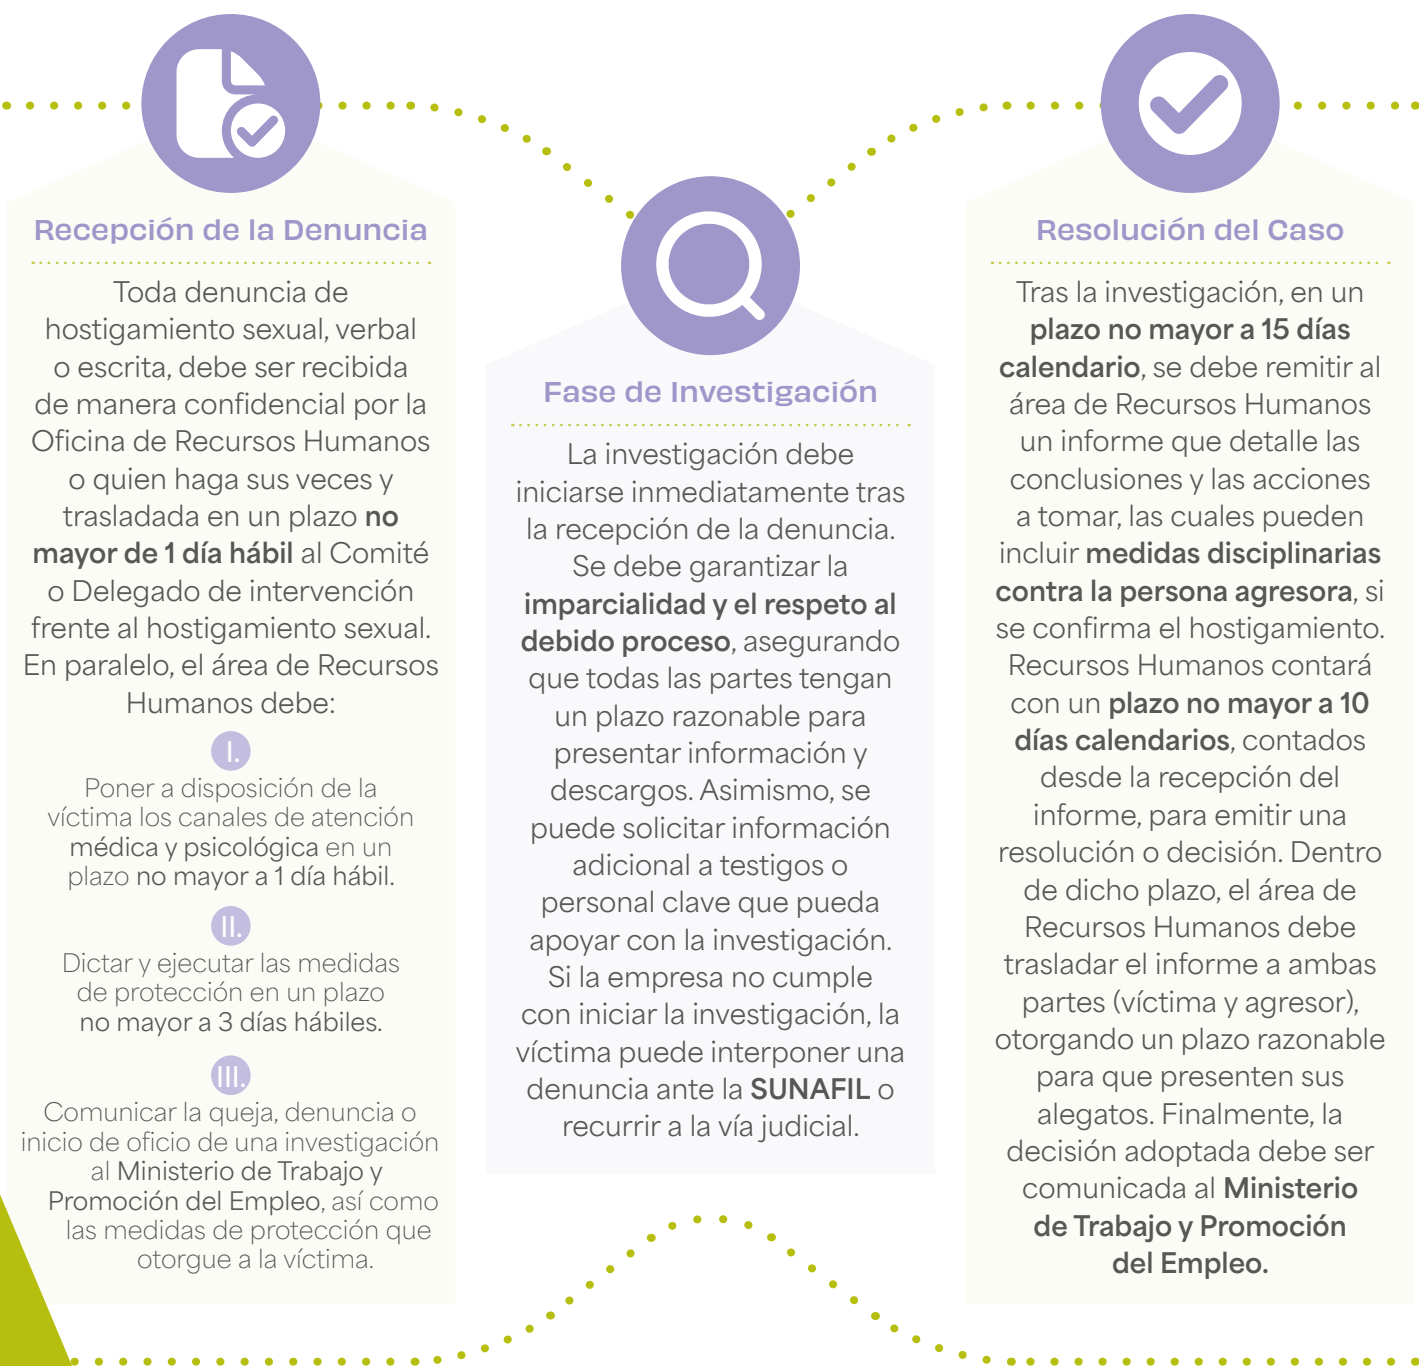 Recepción de la Denuncia
Toda denuncia de
hostigamiento sexual, verbal
o escrita, debe ser recibida
de manera confidencial por la
Oficina de Recursos Humanos
o quien haga sus veces y
trasladada en un plazo no
mayor de 1 día hábil al Comité
o Delegado de intervención
frente al hostigamiento sexual.
En paralelo, el área de Recursos
Humanos debe:
I.
Poner a disposición de la
víctima los canales de atención
médica y psicológica en un
plazo no mayor a 1 día hábil.
II.
Dictar y ejecutar las medidas
de protección en un plazo
no mayor a 3 días hábiles.
III.
Comunicar la queja, denuncia o
inicio de oficio de una investigación
al Ministerio de Trabajo y
Promoción del Empleo, así como
las medidas de protección que
otorgue a la víctima.
Fase de Investigación
La investigación debe
iniciarse inmediatamente tras
la recepción de la denuncia.
Se debe garantizar la
imparcialidad y el respeto al
debido proceso, asegurando
que todas las partes tengan
un plazo razonable para
presentar información y
descargos. Asimismo, se
puede solicitar información
adicional a testigos o
personal clave que pueda
apoyar con la investigación.
Si la empresa no cumple
con iniciar la investigación, la
víctima puede interponer una
denuncia ante la SUNAFIL o
recurrir a la vía judicial.
Resolución del Caso
Tras la investigación, en un
plazo no mayor a 15 días
calendario, se debe remitir al
área de Recursos Humanos
un informe que detalle las
conclusiones y las acciones
a tomar, las cuales pueden
incluir medidas disciplinarias
contra la persona agresora, si
se confirma el hostigamiento.
Recursos Humanos contará
con un plazo no mayor a 10
días calendarios, contados
desde la recepción del
informe, para emitir una
resolución o decisión. Dentro
de dicho plazo, el área de
Recursos Humanos debe
trasladar el informe a ambas
partes (víctima y agresor),
otorgando un plazo razonable
para que presenten sus
alegatos. Finalmente, la
decisión adoptada debe ser
comunicada al Ministerio
de Trabajo y Promoción
del Empleo.